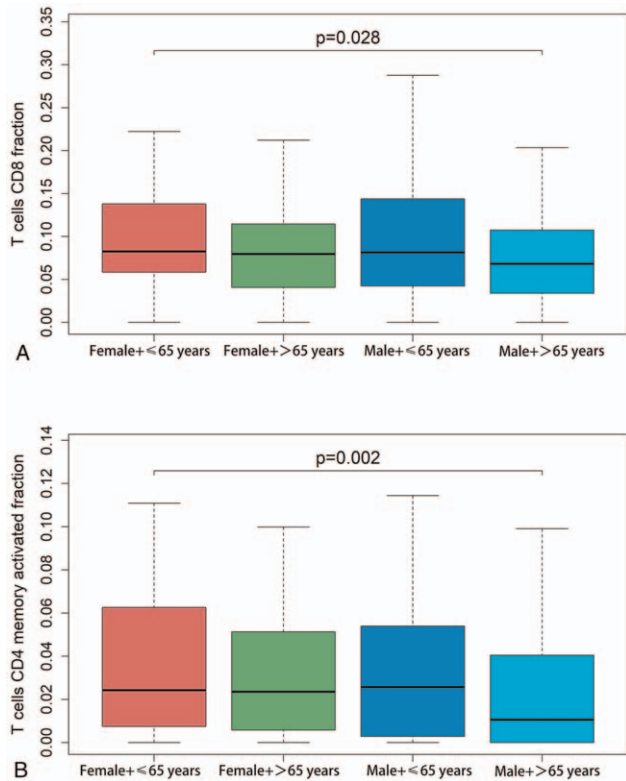 p=0.028
T cells CD8 fraction
0.35
0.30
0.25
0.20
0.15
0.10
0.05
0.00
A
Female+⩽65 years Female+>65 years Male+⩽65 years Male+>65 years
p=0.002
T cells CD4 memory activated fraction
0.14
0.12
0.10
0.08
0.06
0.04
0.02
0.00
B
Female+⩽65 years Female+>65 years Male+⩽65 years Male+>65 years